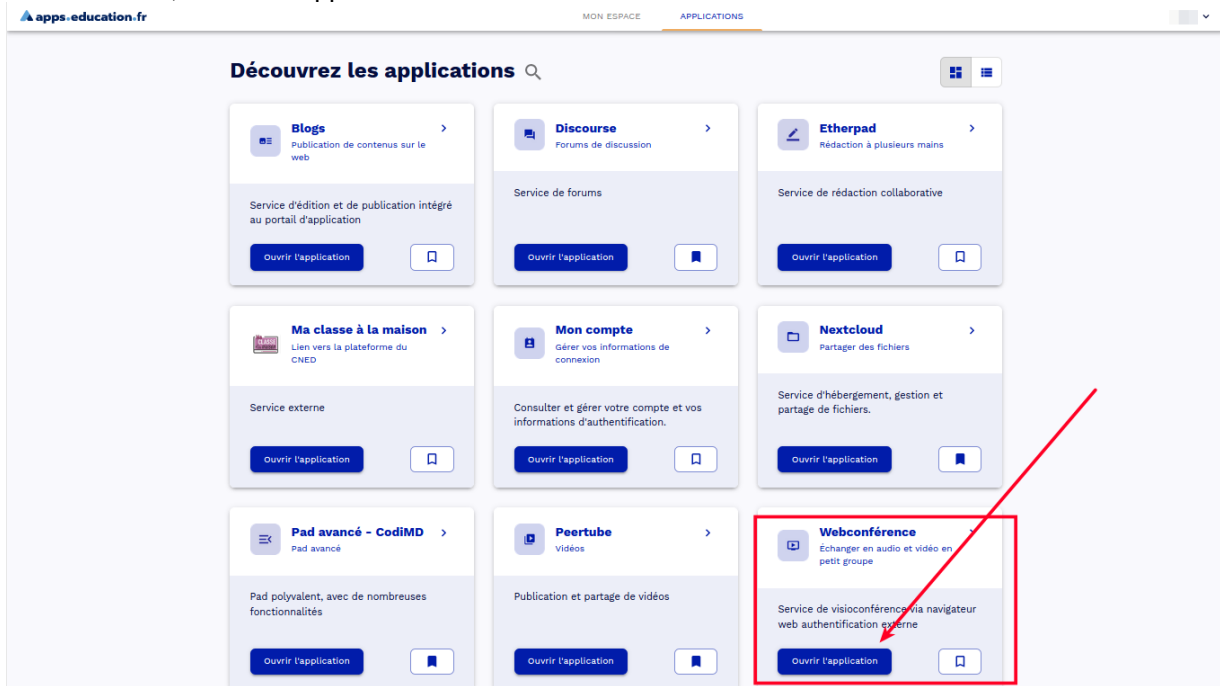 apps.education.fr
MON ESPACE
APPLICATIONS
Découvrez les applications
Blogs
Publication de contenus sur le
web
Service d'édition et de publication intégré
au portail d'application
Ouvrir l'application
Discourse
Forums de discussion
Service de forums
Ouvrir l'application
Etherpad
Rédaction à plusieurs mains
Service de rédaction collaborative
Ouvrir l'application
Ma classe à la maison
Lien vers la plateforme du
CNED
Service externe
Ouvrir l'application
Mon compte
Gérer vos informations de
connexion
Consulter et gérer votre compte et vos
informations d'authentification.
Ouvrir l'application
Nextcloud
Partager des fichiers
Service d'hébergement, gestion et
partage de fichiers.
Ouvrir l'application
Pad avancé - CodiMD
Pad avancé
Pad polyvalent, avec de nombreuses
fonctionnalités
Ouvrir l'application
Peertube
Vidéos
Publication et partage de vidéos
Ouvrir l'application
Webconférence
Échanger en audio et vidéo en
petit groupe
Service de visioconférence via navigateur
web authentification externe
Ouvrir l'application